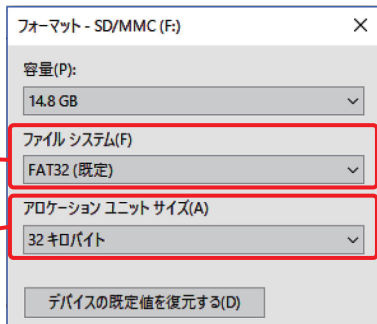 フォーマット - SD/MMC (F:)
容量(P):
14.8 GB
ファイル システム(F)
FAT32 (既定)
アロケーション ユニット サイズ(A)
32 キロバイト
デバイスの既定値を復元する(D)